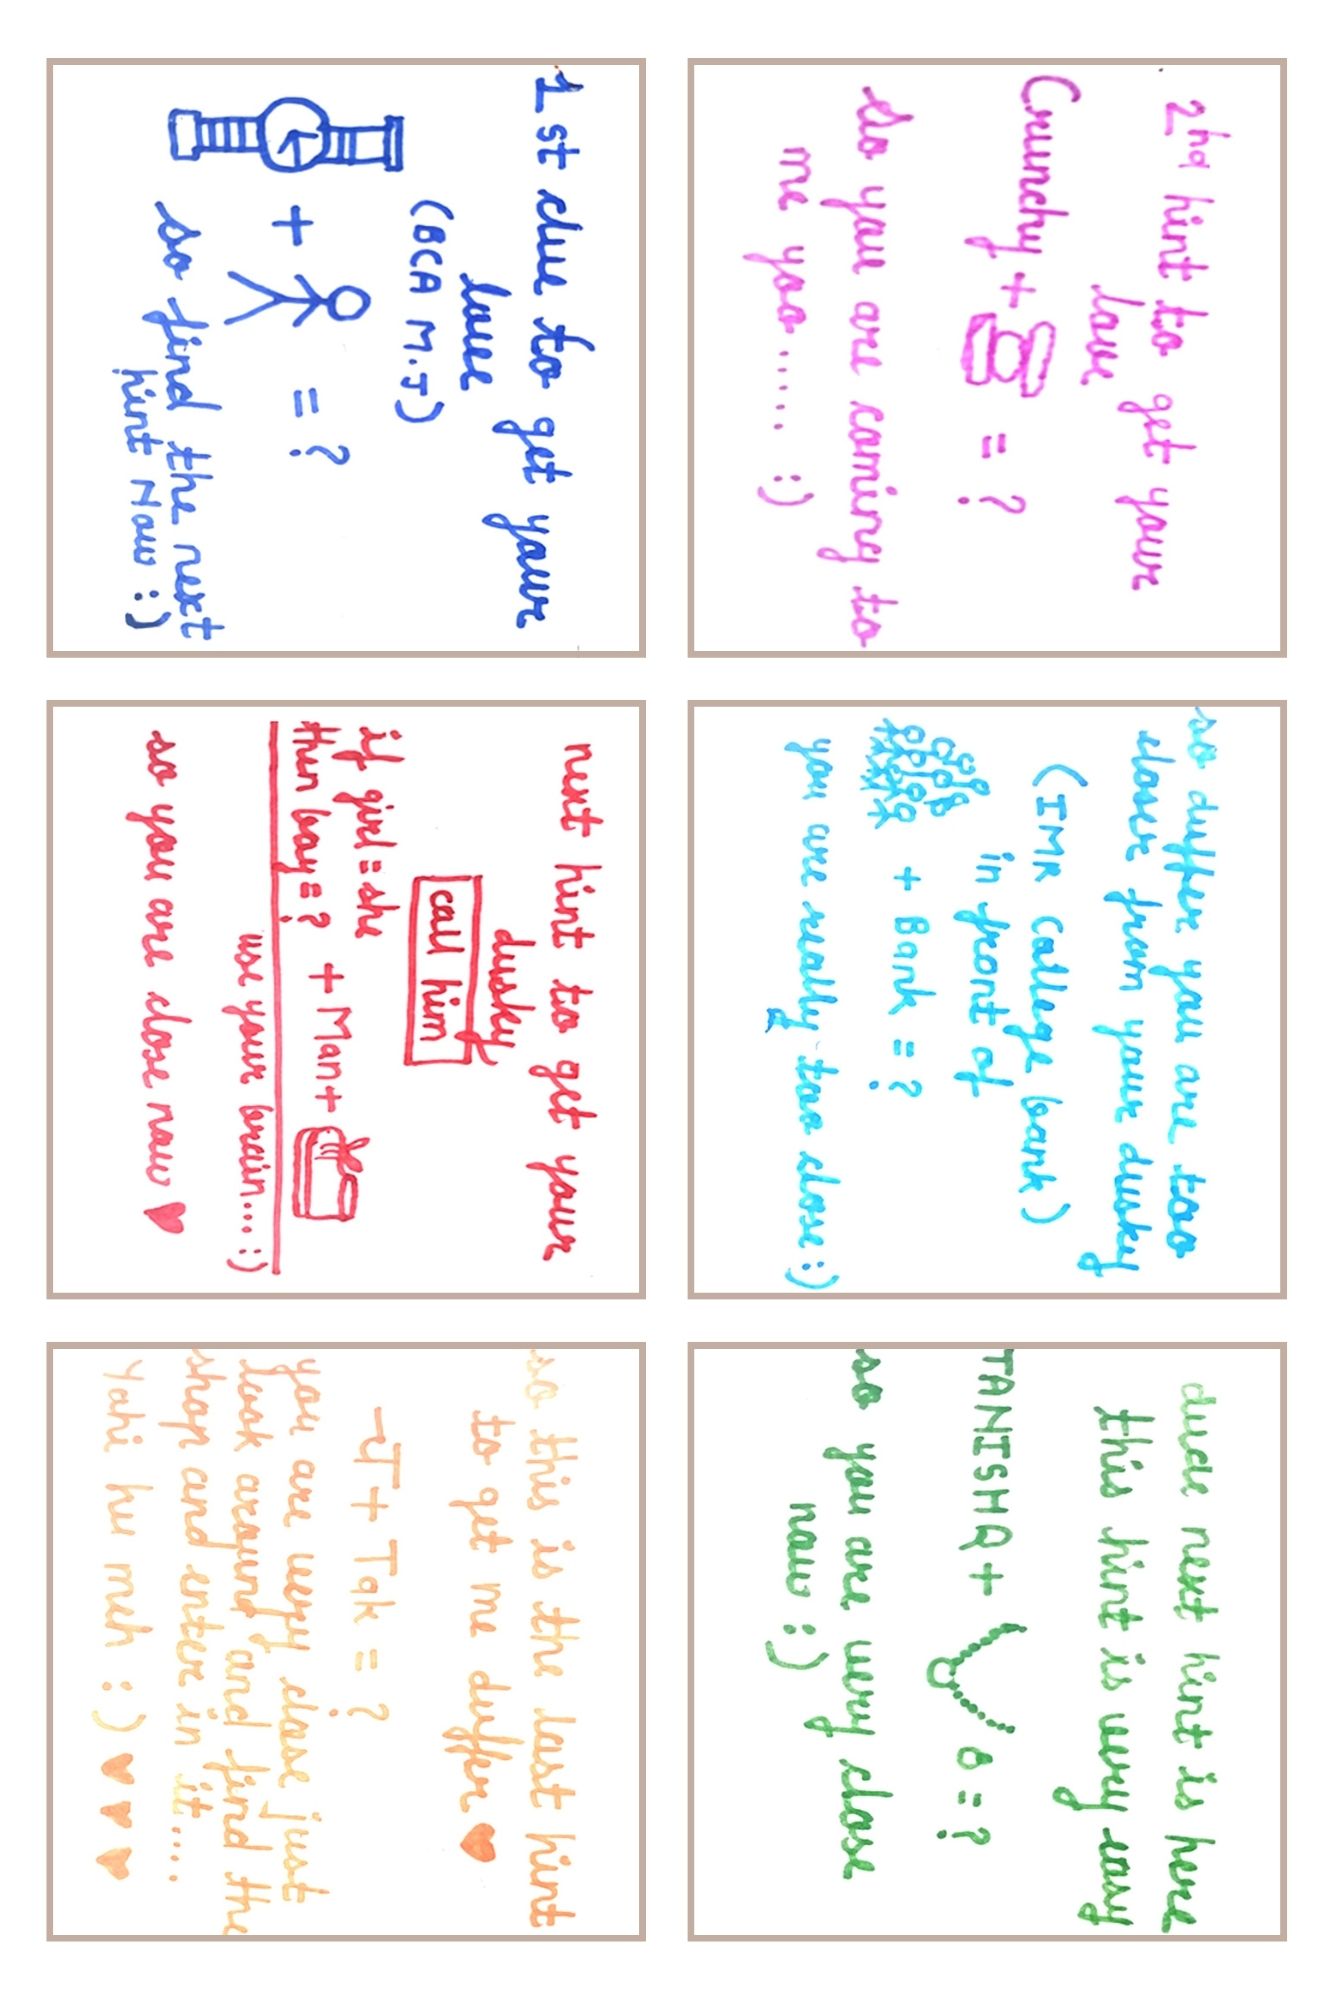 2nd hint to get your
love
Crunchy + = ?
So you are coming to
me yoo ..... :)
so duffer you are too
closer from your dusky
(IMR College bank)
in front of
+ Bank = ?
you are really too close :)
dude next hint is here
this hint is very easy
TANISHQ + = ?
so you are very close
now :)
1st clue to get your
love
(BCA M.J)
+ = ?
so find the next
hint Now :)
next hint to get your
dusky
call him
if girl = she
then boy = ? + Man +
use your brain... :)
so you are close now ♥
so this is the last hint
to get me duffer ♥
+ Tak = ?
you are very close just
look around and find the
shop and enter in it....
Yahi hu meh :) ♥ ♥ ♥